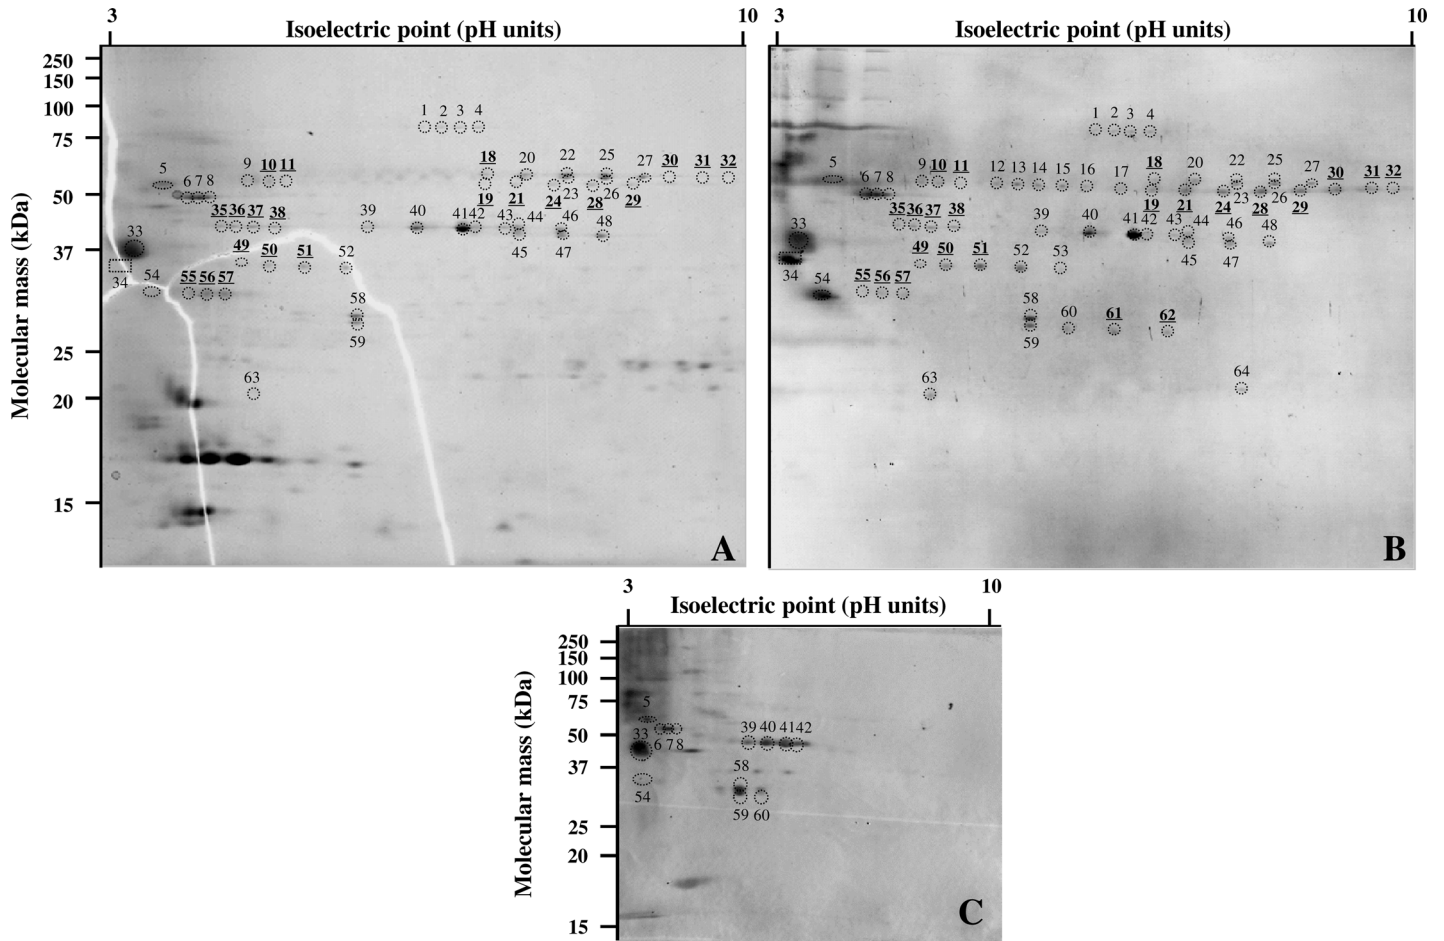 3 10 3 10
Isoelectric point (pH units) Isoelectric point (pH units)
250
150
100
75
50
37
25
20
15
Molecular mass (kDa)
1 2 3 4
5 9 10 11 18 20 22 25 27 30 31 32
6 7 8 19 21 24 23 28 26 29
35 36 37 38 39 40 41 42 43 44 46 48
33 49 50 51 52 45 47
34 54 55 56 57
58
59
63
A
1 2 3 4
5 9 10 11 12 13 14 15 16 17 18 20 22 25 27 30 31 32
6 7 8 19 21 24 23 28 26 29
35 36 37 38 39 40 41 42 43 44 46 48
33 49 50 51 52 53 45 47
34 54 55 56 57
58 60 61 62
59
63 64
B
3 10
Isoelectric point (pH units)
250
150
100
75
50
37
25
20
15
Molecular mass (kDa)
5
33 6 7 8 39 40 41 42
54 58
59 60
C